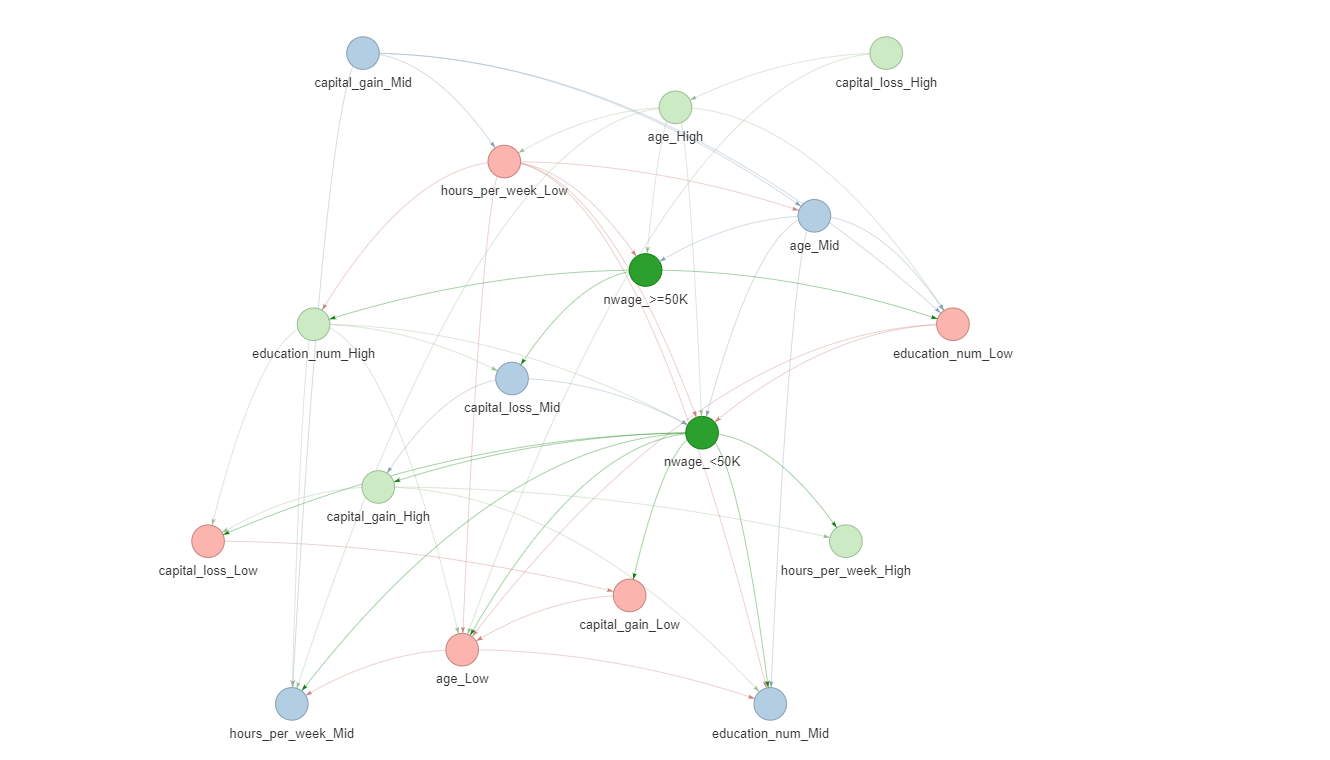 capital_gain_Mid
capital_loss_High
age_High
hours_per_week_Low
age_Mid
nwage_>=50K
education_num_High
education_num_Low
capital_loss_Mid
nwage_<50K
capital_gain_High
capital_loss_Low
hours_per_week_High
capital_gain_Low
age_Low
hours_per_week_Mid
education_num_Mid